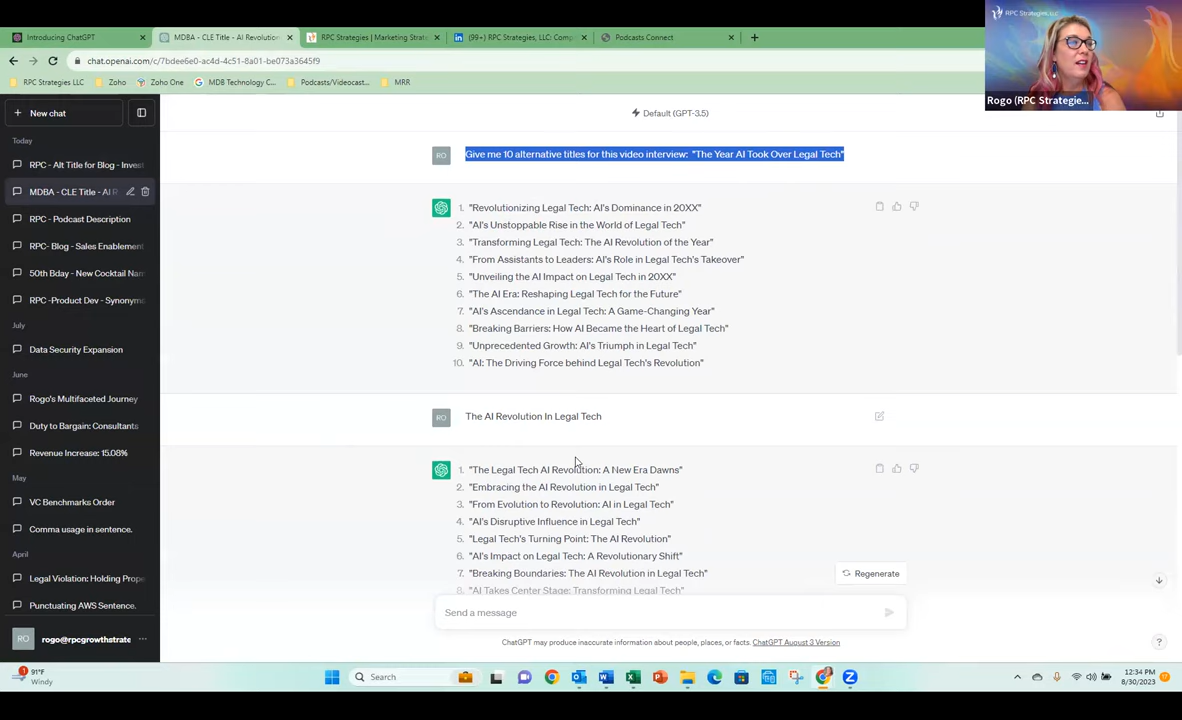 Introducing ChatGPT
MDBA - CLE Title - AI Revolution
RPC Strategies | Marketing Strate
(99+) RPC Strategies, LLC: Comp
Podcasts Connect
chat.openai.com/c/7bdee6e0-ac4d-4c51-8a01-be073a3645f9
RPC Strategies LLC
Zoho
Zoho One
MDB Technology C...
Podcasts/Videocast...
MRR
RPC Strategies, LLC
Rogo (RPC Strategie...
New chat
Default (GPT-3.5)
Today
RPC - Alt Title for Blog - Inves
MDBA - CLE Title - AI R
RPC - Podcast Description
RPC- Blog - Sales Enablement
50th Bday - New Cocktail Nam
RPC -Product Dev - Synonyms
July
Data Security Expansion
June
Rogo's Multifaceted Journey
Duty to Bargain: Consultants
Revenue Increase: 15.08%
May
VC Benchmarks Order
Comma usage in sentence.
April
Legal Violation: Holding Prope
Punctuating AWS Sentence.
RO
rogo@rpcgrowthstrate
RO
Give me 10 alternative titles for this video interview: "The Year AI Took Over Legal Tech"
1. "Revolutionizing Legal Tech: AI's Dominance in 20XX"
2. "AI's Unstoppable Rise in the World of Legal Tech"
3. "Transforming Legal Tech: The AI Revolution of the Year"
4. "From Assistants to Leaders: AI's Role in Legal Tech's Takeover"
5. "Unveiling the AI Impact on Legal Tech in 20XX"
6. "The AI Era: Reshaping Legal Tech for the Future"
7. "AI's Ascendance in Legal Tech: A Game-Changing Year"
8. "Breaking Barriers: How AI Became the Heart of Legal Tech"
9. "Unprecedented Growth: AI's Triumph in Legal Tech"
10. "AI: The Driving Force behind Legal Tech's Revolution"
RO
The AI Revolution In Legal Tech
1. "The Legal Tech AI Revolution: A New Era Dawns"
2. "Embracing the AI Revolution in Legal Tech"
3. "From Evolution to Revolution: AI in Legal Tech"
4. "AI's Disruptive Influence in Legal Tech"
5. "Legal Tech's Turning Point: The AI Revolution"
6. "AI's Impact on Legal Tech: A Revolutionary Shift"
7. "Breaking Boundaries: The AI Revolution in Legal Tech"
8. "AI Takes Center Stage: Transforming Legal Tech"
Regenerate
Send a message
ChatGPT may produce inaccurate information about people, places, or facts. ChatGPT August 3 Version
?
1
91°F
Windy
Search
12:34 PM
8/30/2023